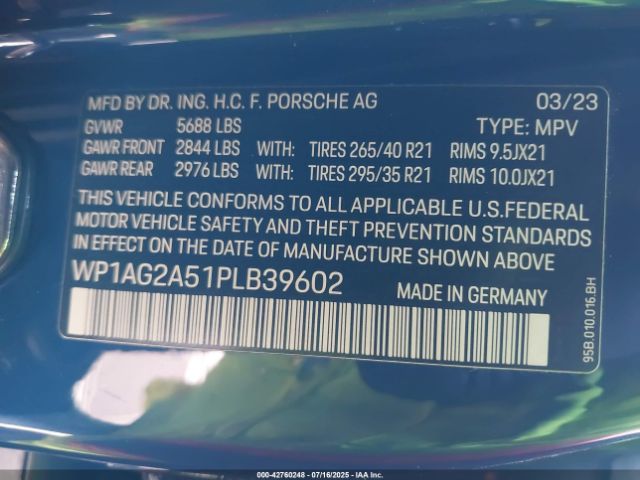 MFD BY DR. ING. H.C. F. PORSCHE AG 03/23
GVWR 5688 LBS TYPE: MPV
GAWR FRONT 2844 LBS WITH: TIRES 265/40 R21 RIMS 9.5JX21
GAWR REAR 2976 LBS WITH: TIRES 295/35 R21 RIMS 10.0JX21
THIS VEHICLE CONFORMS TO ALL APPLICABLE U.S.FEDERAL
MOTOR VEHICLE SAFETY AND THEFT PREVENTION STANDARDS
IN EFFECT ON THE DATE OF MANUFACTURE SHOWN ABOVE.
WP1AG2A51PLB39602 MADE IN GERMANY
95B.010.016.BH
000-42760248 - 07/16/2025 - IAA Inc.